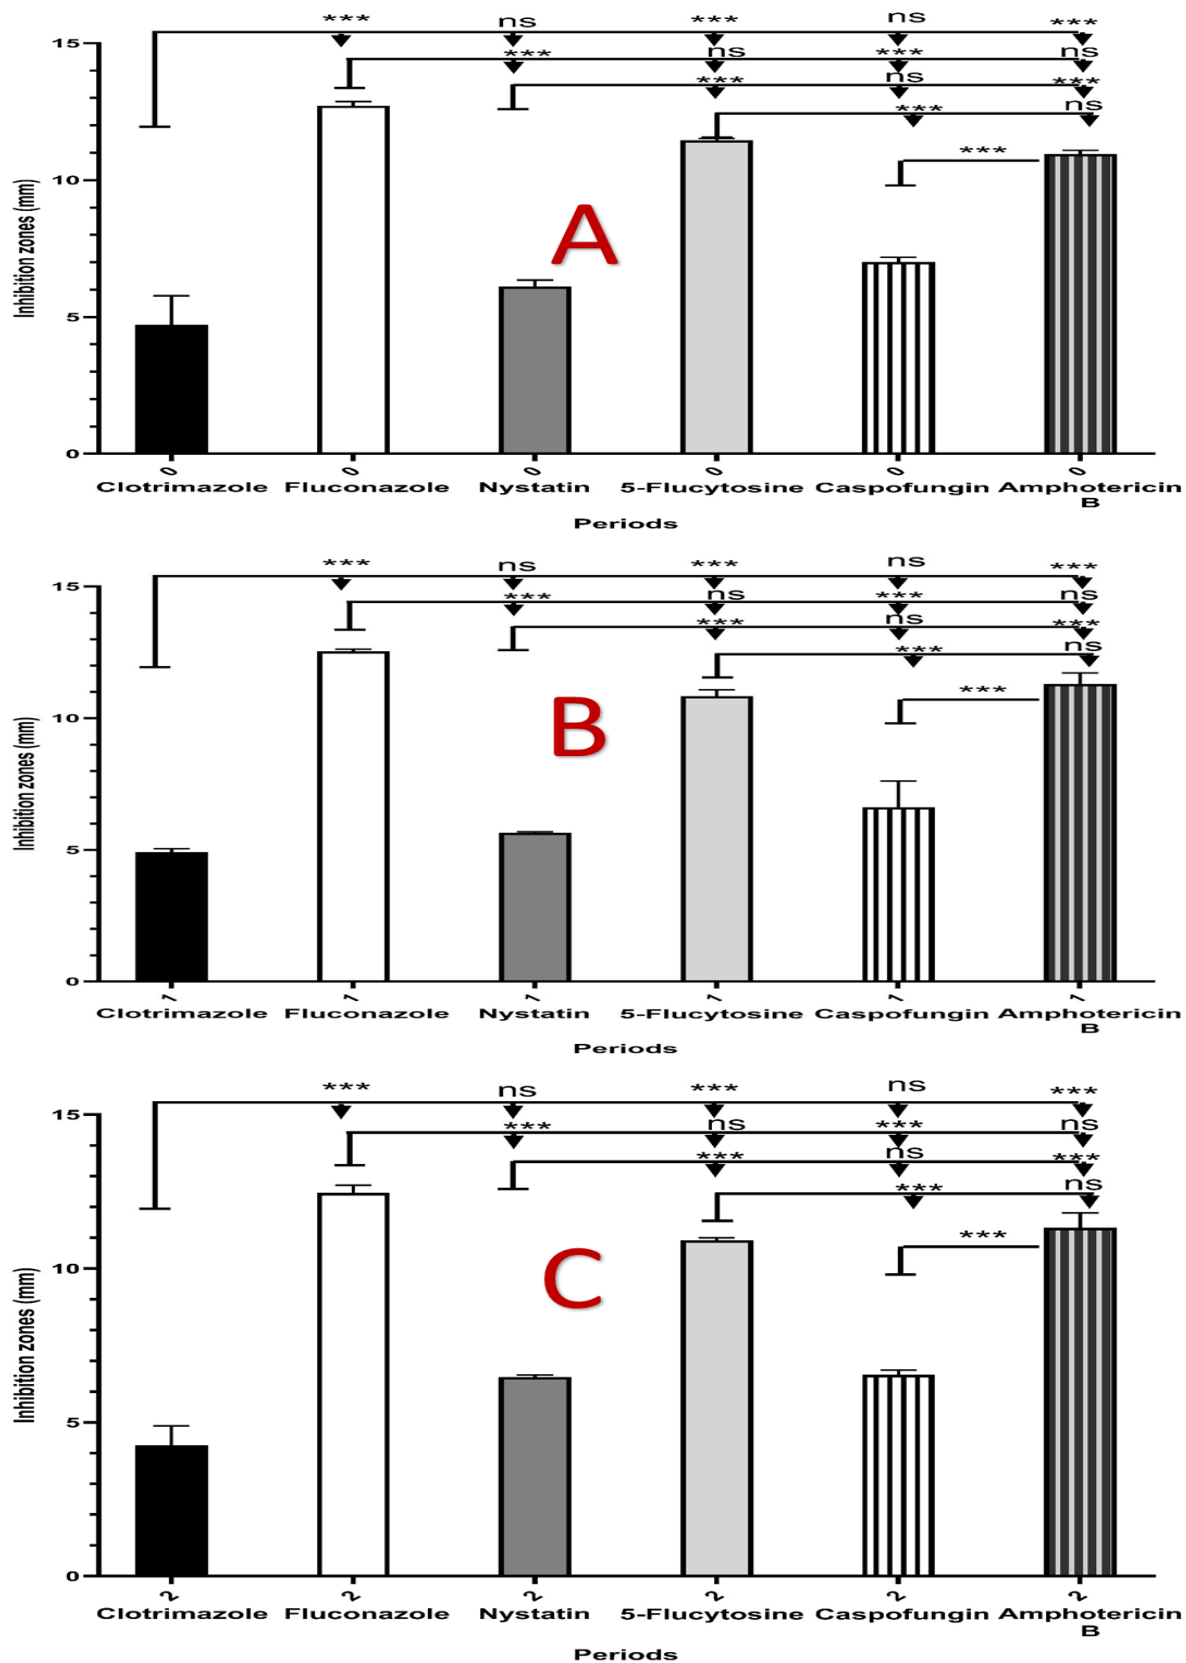 *** ns *** ns ***
15
*** ns *** ns
*** ns ***
*** ns
***
10
Inhibition zones (mm)
A
5
0
0 0 0 0 0 0
Clotrimazole Fluconazole Nystatin 5-Flucytosine Caspofungin Amphotericin
B
Periods
*** ns *** ns ***
15
*** ns *** ns
*** ns ***
*** ns
***
10
Inhibition zones (mm)
B
5
0
1 1 1 1 1 1
Clotrimazole Fluconazole Nystatin 5-Flucytosine Caspofungin Amphotericin
B
Periods
*** ns *** ns ***
15
*** ns *** ns
*** ns ***
*** ns
***
10
Inhibition zones (mm)
C
5
0
2 2 2 2 2 2
Clotrimazole Fluconazole Nystatin 5-Flucytosine Caspofungin Amphotericin
B
Periods